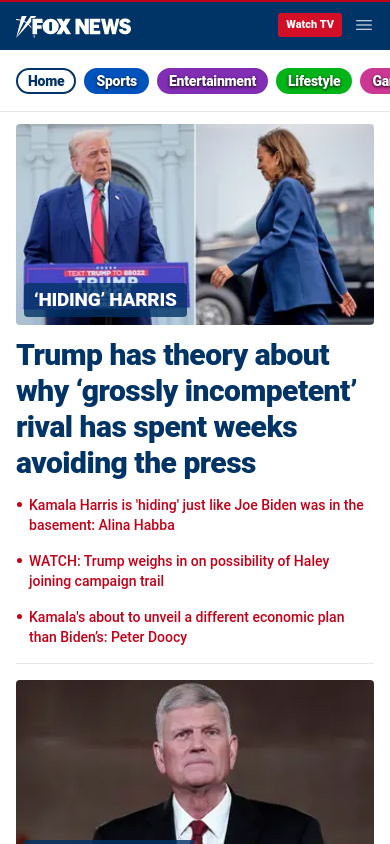 FOX NEWS
Watch TV
Home
Sports
Entertainment
Lifestyle
TEXT TRUMP TO 88022
TRUMP
‘HIDING’ HARRIS
Trump has theory about
why ‘grossly incompetent’
rival has spent weeks
avoiding the press
• Kamala Harris is 'hiding' just like Joe Biden was in the
basement: Alina Habba
• WATCH: Trump weighs in on possibility of Haley
joining campaign trail
• Kamala's about to unveil a different economic plan
than Biden’s: Peter Doocy